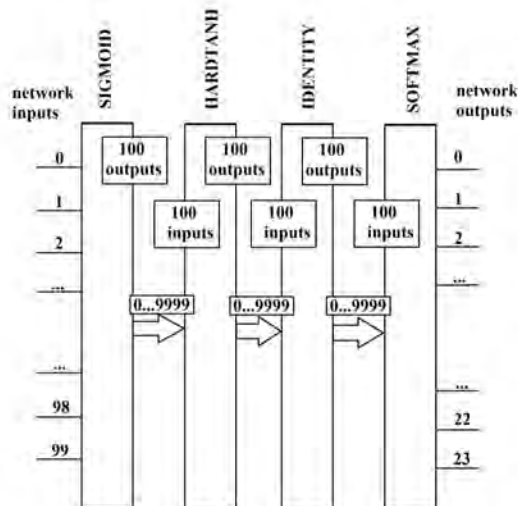 SIGMOID
HARDTANH
IDENTITY
SOFTMAX
network
inputs
network
outputs
100
outputs
100
outputs
100
outputs
0
0
100
inputs
100
inputs
100
inputs
1
1
2
2
...
...
0...9999
0...9999
0...9999
...
...
98
22
99
23